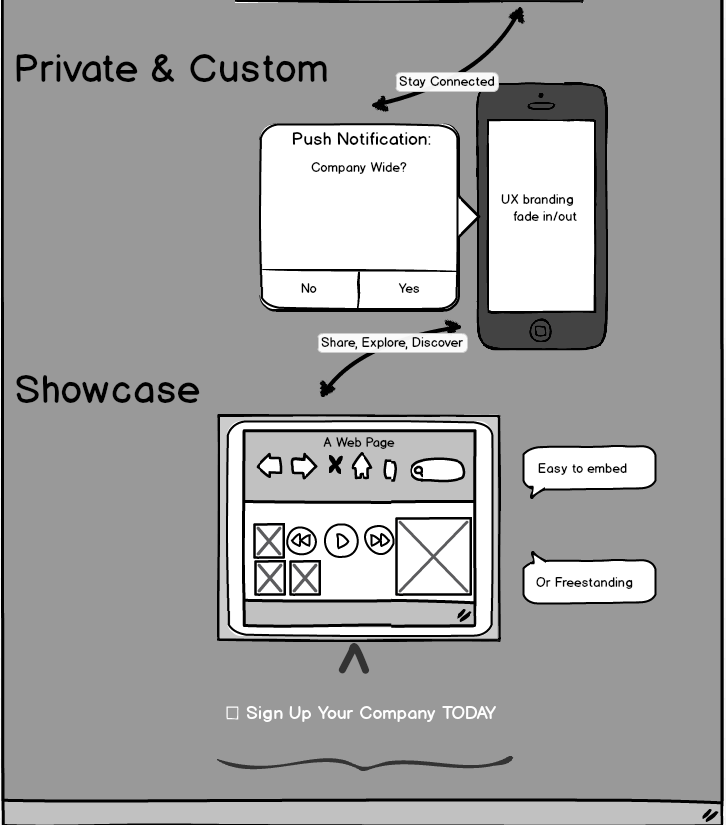 Private & Custom
Stay Connected
Push Notification:
Company Wide?
No
Yes
UX branding
fade in/out
Share, Explore, Discover
Showcase
A Web Page
Easy to embed
Or Freestanding
Sign Up Your Company TODAY